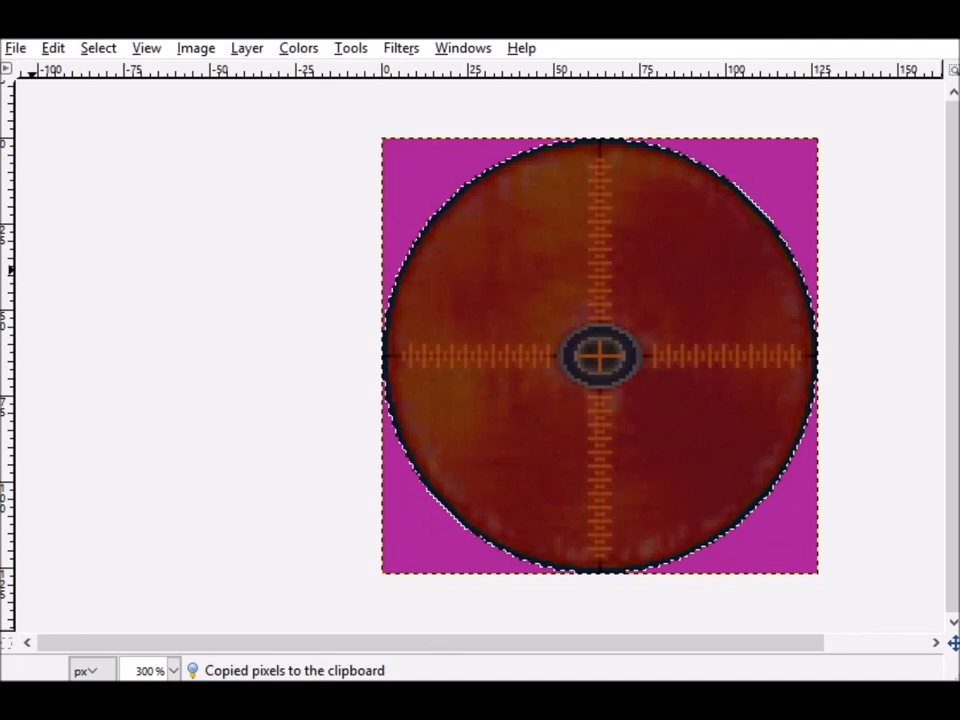 File Edit Select View Image Layer Colors Tools Filters Windows Help
-100 -75 -50 -25 0 25 50 75 100 125 150
px 300 % Copied pixels to the clipboard